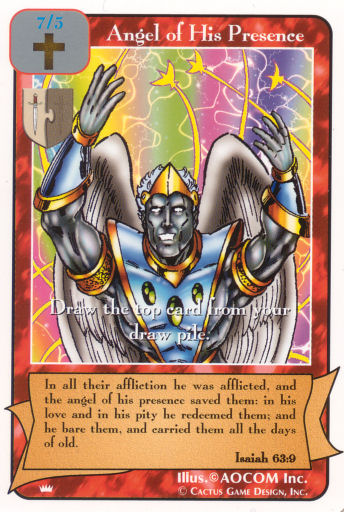 7/5
Angel of His Presence
Draw the top card from your
draw pile.
In all their affliction he was afflicted, and
the angel of his presence saved them: in his
love and in his pity he redeemed them; and
he bare them, and carried them all the days
of old.
Isaiah 63:9
Illus.©AOCOM Inc.
© Cactus Game Design, Inc.